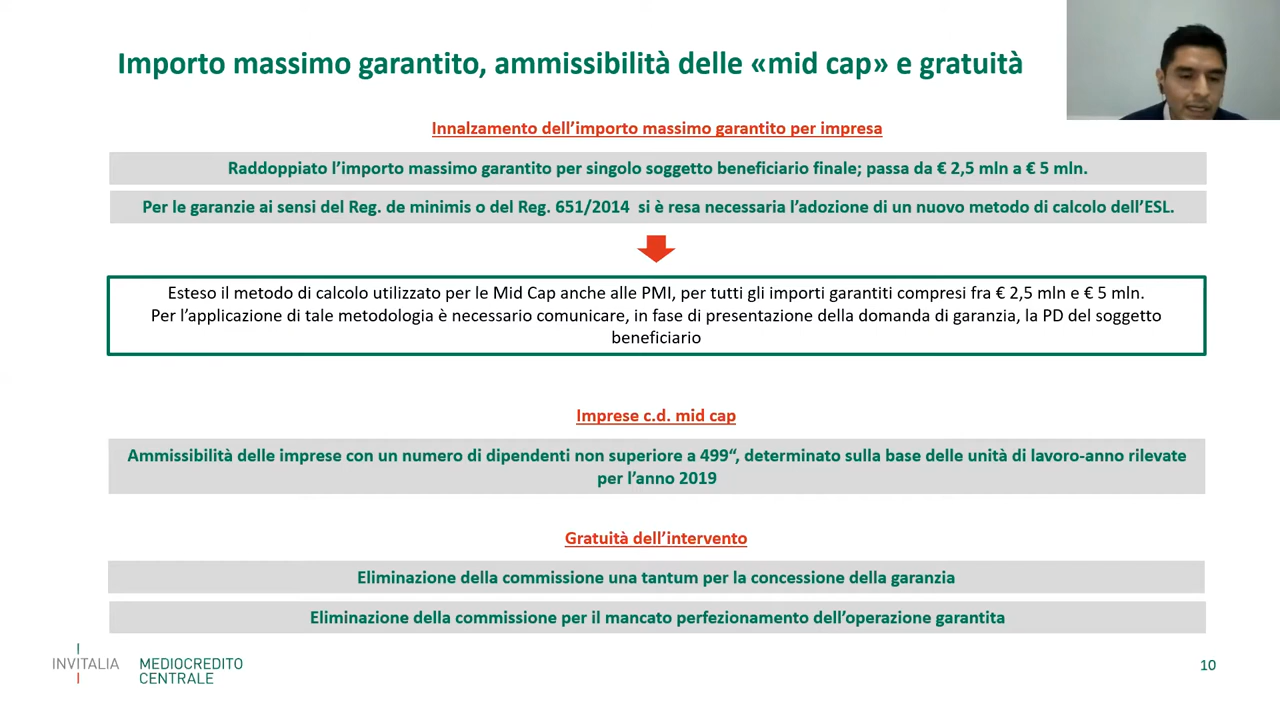 Importo massimo garantito, ammissibilità delle «mid cap» e gratuità
Innalzamento dell'importo massimo garantito per impresa
Raddoppiato l'importo massimo garantito per singolo soggetto beneficiario finale; passa da € 2,5 mln a € 5 mln.
Per le garanzie ai sensi del Reg. de minimis o del Reg. 651/2014 si è resa necessaria l'adozione di un nuovo metodo di calcolo dell'ESL.
Esteso il metodo di calcolo utilizzato per le Mid Cap anche alle PMI, per tutti gli importi garantiti compresi fra € 2,5 mln e € 5 mln.
Per l'applicazione di tale metodologia è necessario comunicare, in fase di presentazione della domanda di garanzia, la PD del soggetto
beneficiario
Imprese c.d. mid cap
Ammissibilità delle imprese con un numero di dipendenti non superiore a 499“, determinato sulla base delle unità di lavoro-anno rilevate
per l'anno 2019
Gratuità dell'intervento
Eliminazione della commissione una tantum per la concessione della garanzia
Eliminazione della commissione per il mancato perfezionamento dell'operazione garantita
INVITALIA
MEDIOCREDITO
CENTRALE
10